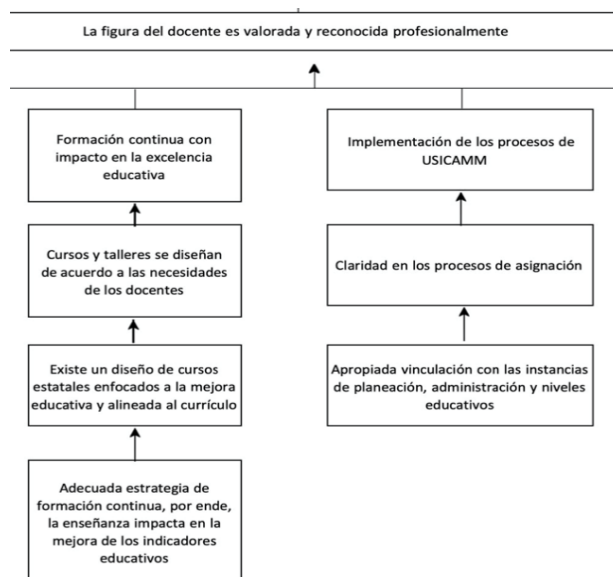 La figura del docente es valorada y reconocida profesionalmente
Formación continua con
impacto en la excelencia
educativa
Implementación de los procesos de
USICAMM
Cursos y talleres se diseñan
de acuerdo a las necesidades
de los docentes
Claridad en los procesos de asignación
Existe un diseño de cursos
estatales enfocados a la mejora
educativa y alineada al currículo
Apropiada vinculación con las instancias
de planeación, administración y niveles
educativos
Adecuada estrategia de
formación continua, por ende,
la enseñanza impacta en la
mejora de los indicadores
educativos